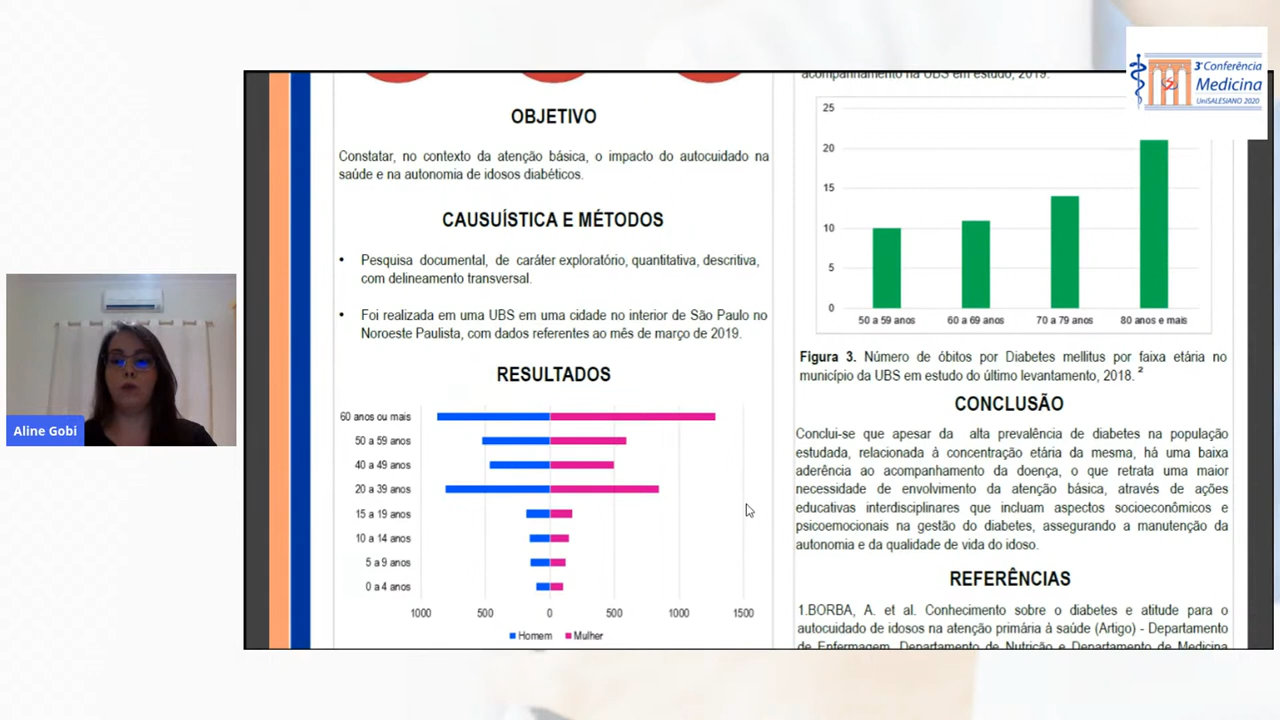 3ª Conferência
Medicina
UniSALESIANO 2020
Aline Gobi
OBJETIVO
Constatar, no contexto da atenção básica, o impacto do autocuidado na
saúde e na autonomia de idosos diabéticos.
CAUSUÍSTICA E MÉTODOS
• Pesquisa documental, de caráter exploratório, quantitativa, descritiva,
com delineamento transversal.
• Foi realizada em uma UBS em uma cidade no interior de São Paulo no
Noroeste Paulista, com dados referentes ao mês de março de 2019.
RESULTADOS
60 anos ou mais
50 a 59 anos
40 a 49 anos
20 a 39 anos
15 a 19 anos
10 a 14 anos
5 a 9 anos
0 a 4 anos
1000 500 0 500 1000 1500
Homem Mulher
acompanhamento na UBS em estudo, 2019.
25
20
15
10
5
0
50 a 59 anos 60 a 69 anos 70 a 79 anos 80 anos e mais
Figura 3. Número de óbitos por Diabetes mellitus por faixa etária no
município da UBS em estudo do último levantamento, 2018. ²
CONCLUSÃO
Conclui-se que apesar da alta prevalência de diabetes na população
estudada, relacionada à concentração etária da mesma, há uma baixa
aderência ao acompanhamento da doença, o que retrata uma maior
necessidade de envolvimento da atenção básica, através de ações
educativas interdisciplinares que incluam aspectos socioeconômicos e
psicoemocionais na gestão do diabetes, assegurando a manutenção da
autonomia e da qualidade de vida do idoso.
REFERÊNCIAS
1.BORBA, A. et al. Conhecimento sobre o diabetes e atitude para o
autocuidado de idosos na atenção primária à saúde (Artigo) - Departamento
de Enfermagem, Departamento de Nutrição e Departamento de Medicina